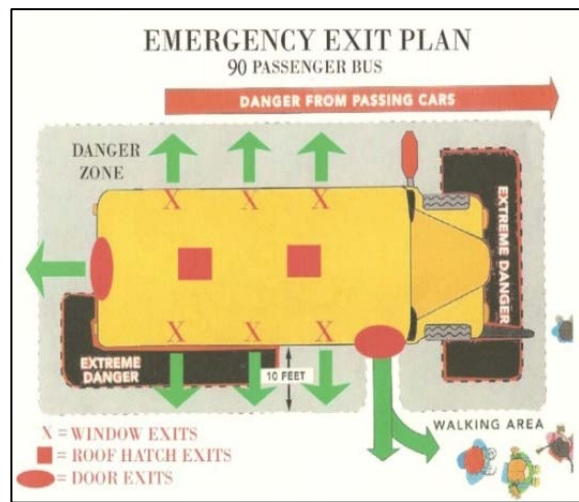 EMERGENCY EXIT PLAN
90 PASSENGER BUS
DANGER FROM PASSING CARS
DANGER
ZONE
X X X
EXTREME DANGER
X X X
EXTREME
DANGER
10 FEET
WALKING AREA
X = WINDOW EXITS
= ROOF HATCH EXITS
= DOOR EXITS